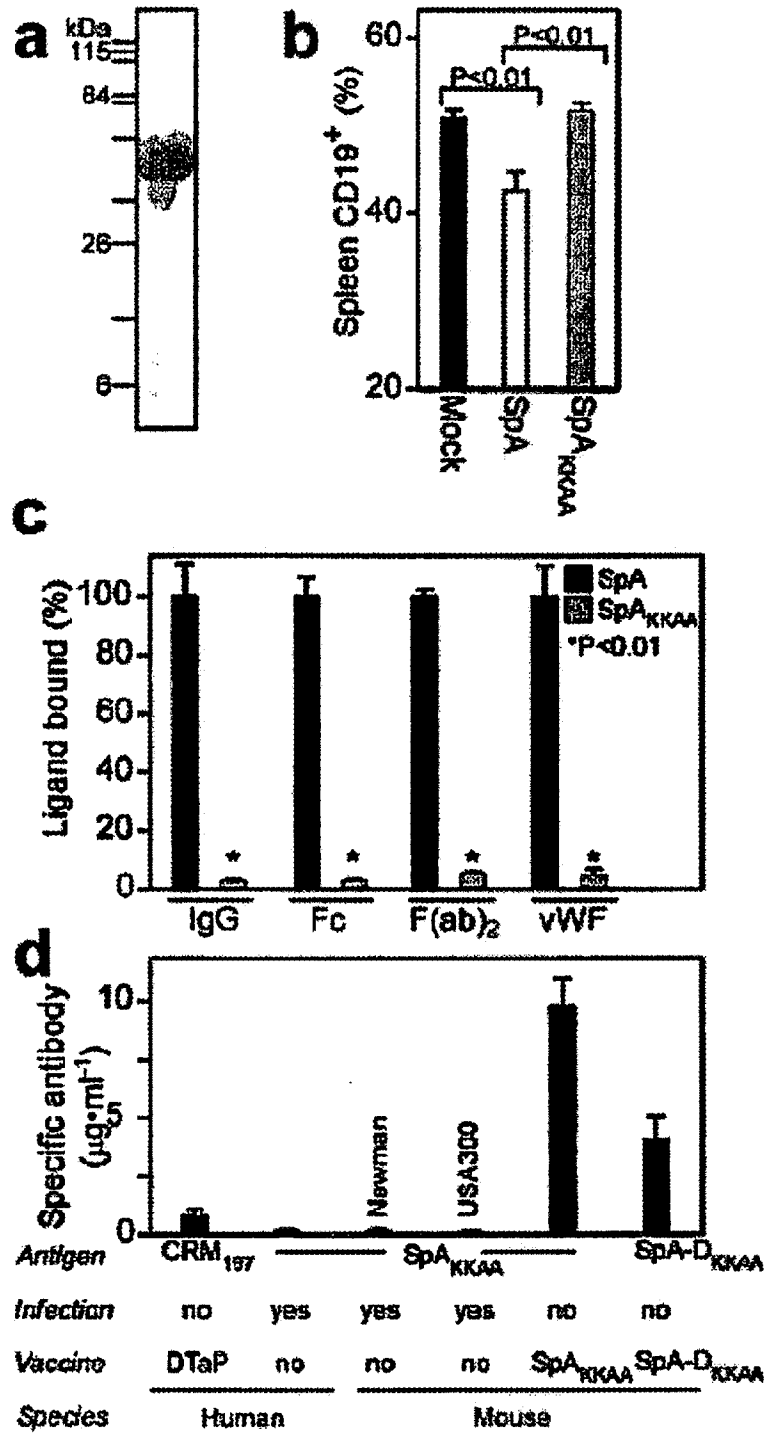 a
kDa
115
64
26
6
b
Spleen CD19+ (%)
60
40
20
P<0.01
P<0.01
Mock
SpA
SpAKKAA
c
Ligand bound (%)
100
80
60
40
20
0
SpA
SpAKKAA
*P<0.01
* * * *
IgG Fc F(ab)2 vWF
d
Specific antibody
(µg•ml-1)
10
5
0
Newman
USA300
Antigen CRM197 SpAKKAA SpA-DKKAA
Infection no yes yes yes no no
Vaccine DTaP no no no SpAKKAA SpA-DKKAA
Species Human Mouse